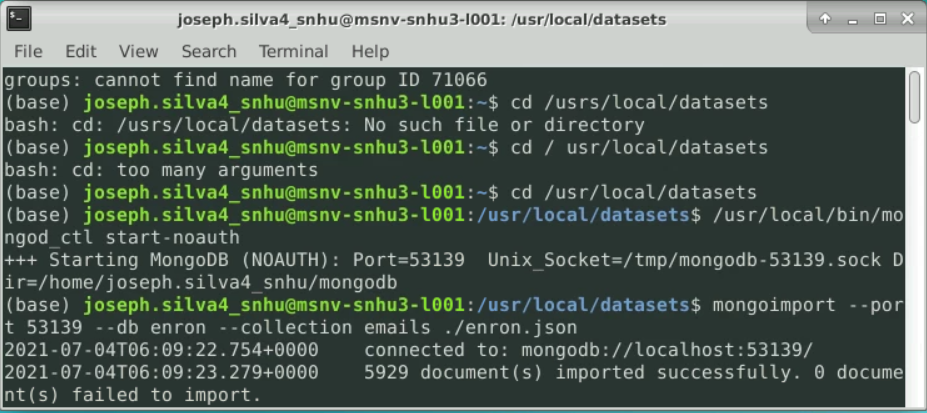 joseph.silva4_snhu@msnv-snhu3-l001: /usr/local/datasets
File Edit View Search Terminal Help
groups: cannot find name for group ID 71066
(base) joseph.silva4_snhu@msnv-snhu3-l001:~$ cd /usrs/local/datasets
bash: cd: /usrs/local/datasets: No such file or directory
(base) joseph.silva4_snhu@msnv-snhu3-l001:~$ cd / usr/local/datasets
bash: cd: too many arguments
(base) joseph.silva4_snhu@msnv-snhu3-l001:~$ cd /usr/local/datasets
(base) joseph.silva4_snhu@msnv-snhu3-l001:/usr/local/datasets$ /usr/local/bin/mo
ngod_ctl start-noauth
+++ Starting MongoDB (NOAUTH): Port=53139  Unix_Socket=/tmp/mongodb-53139.sock D
ir=/home/joseph.silva4_snhu/mongodb
(base) joseph.silva4_snhu@msnv-snhu3-l001:/usr/local/datasets$ mongoimport --por
t 53139 --db enron --collection emails ./enron.json
2021-07-04T06:09:22.754+0000    connected to: mongodb://localhost:53139/
2021-07-04T06:09:23.279+0000    5929 document(s) imported successfully. 0 docume
nt(s) failed to import.